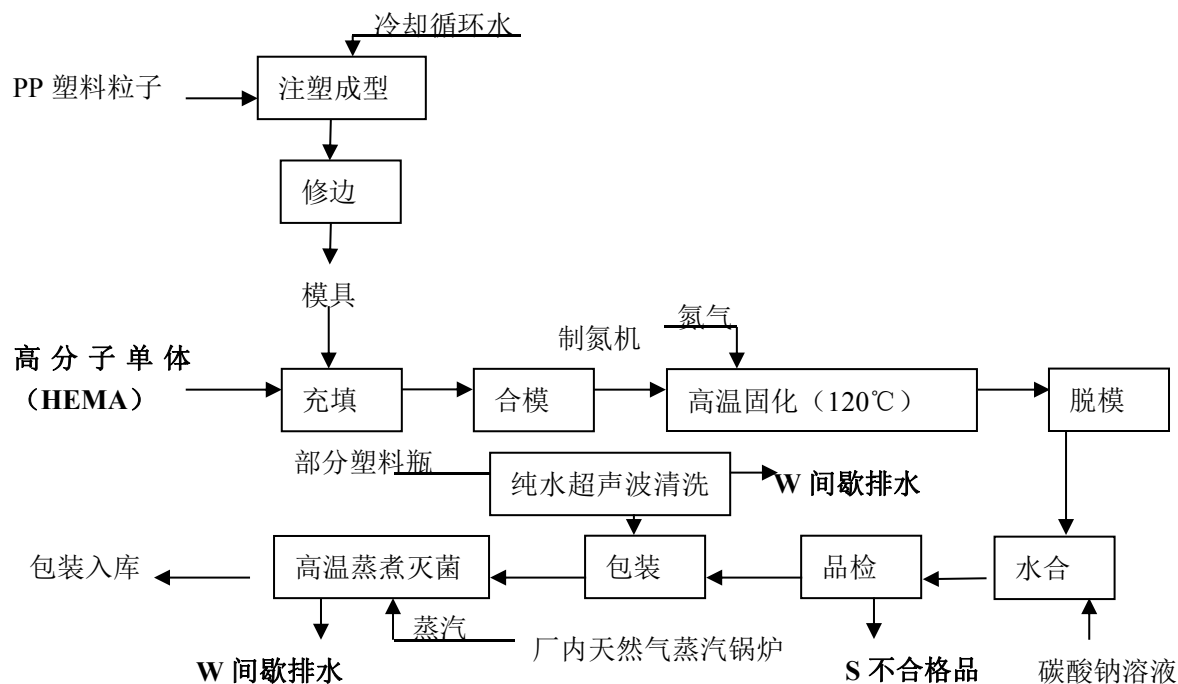 冷却循环水
PP 塑料粒子
注塑成型
修边
模具
高分子单体
（HEMA）
充填
合模
制氮机
氮气
高温固化（120℃）
脱模
部分塑料瓶
纯水超声波清洗
W 间歇排水
包装入库
高温蒸煮灭菌
包装
品检
水合
蒸汽
厂内天然气蒸汽锅炉
W 间歇排水
S 不合格品
碳酸钠溶液